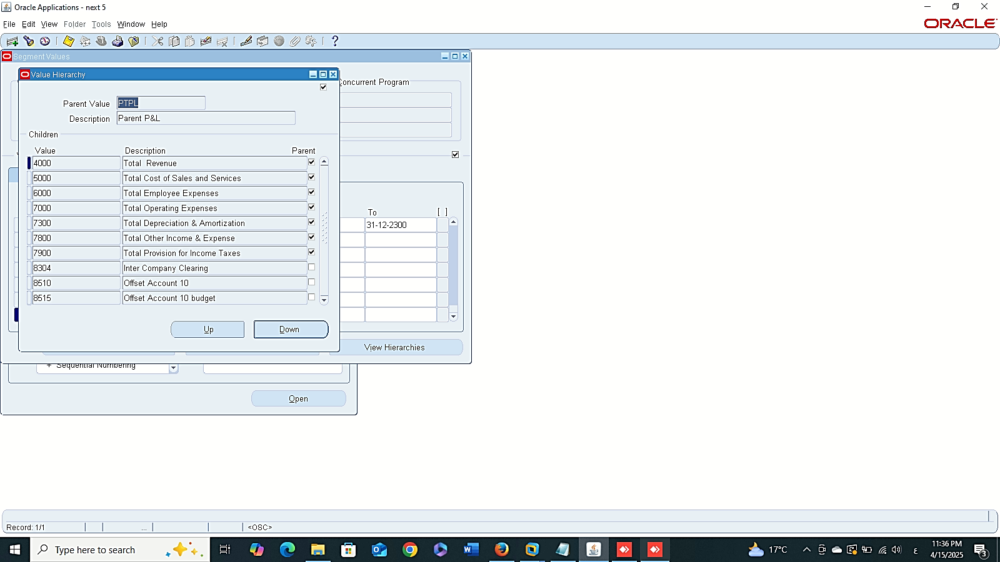 Oracle Applications - next 5
File Edit View Folder Tools Window Help
ORACLE
Segment Values
Value Hierarchy
Concurrent Program
Parent Value PTPL
Description Parent P&L
Children
Value Description Parent
4000 Total Revenue
5000 Total Cost of Sales and Services
6000 Total Employee Expenses
7000 Total Operating Expenses
7300 Total Depreciation & Amortization
7800 Total Other Income & Expense
7900 Total Provision for Income Taxes
8304 Inter Company Clearing
8510 Offset Account 10
8515 Offset Account 10 budget
To [ ]
31-12-2300
Up Down
View Hierarchies
+ Sequential Numbering
Open
Record: 1/1 ... <OSC>
Type here to search
17°C
ع
11:36 PM
4/15/2025
3